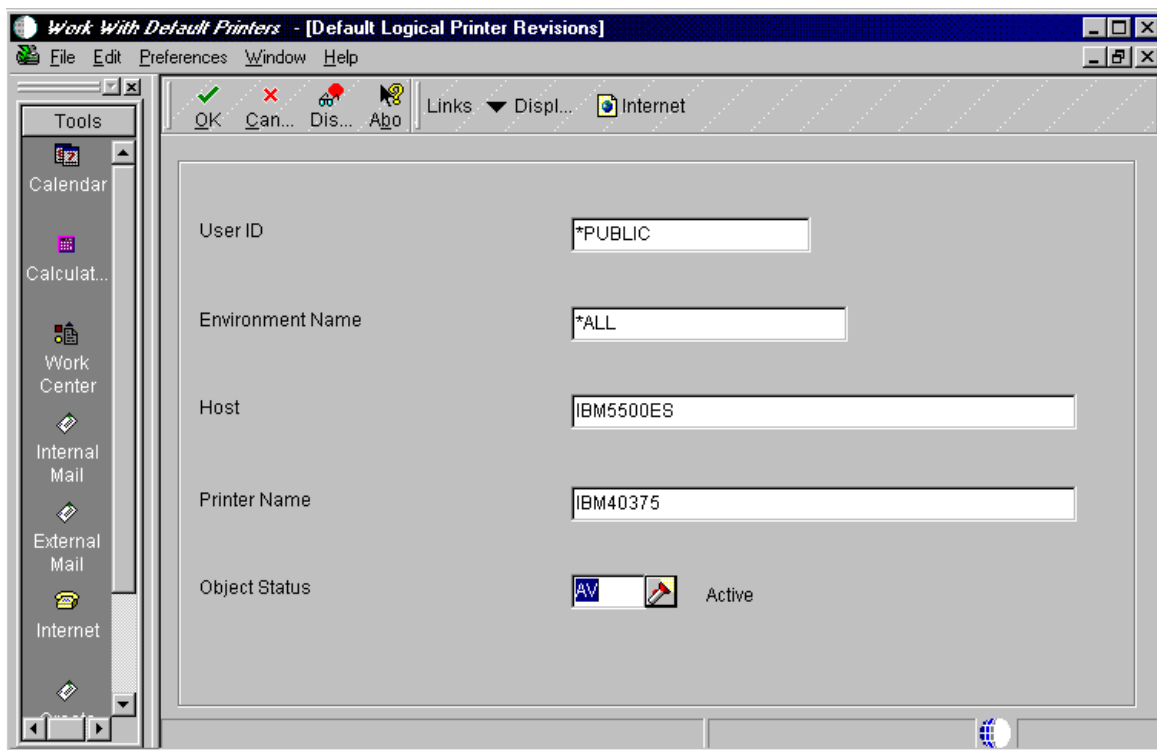 Work With Default Printers - [Default Logical Printer Revisions]
File Edit Preferences Window Help
Tools
OK Can... Dis... Abo Links Displ... Internet
Calendar
Calculat...
Work
Center
Internal
Mail
External
Mail
Internet
User ID *PUBLIC
Environment Name *ALL
Host IBM5500ES
Printer Name IBM40375
Object Status AV Active